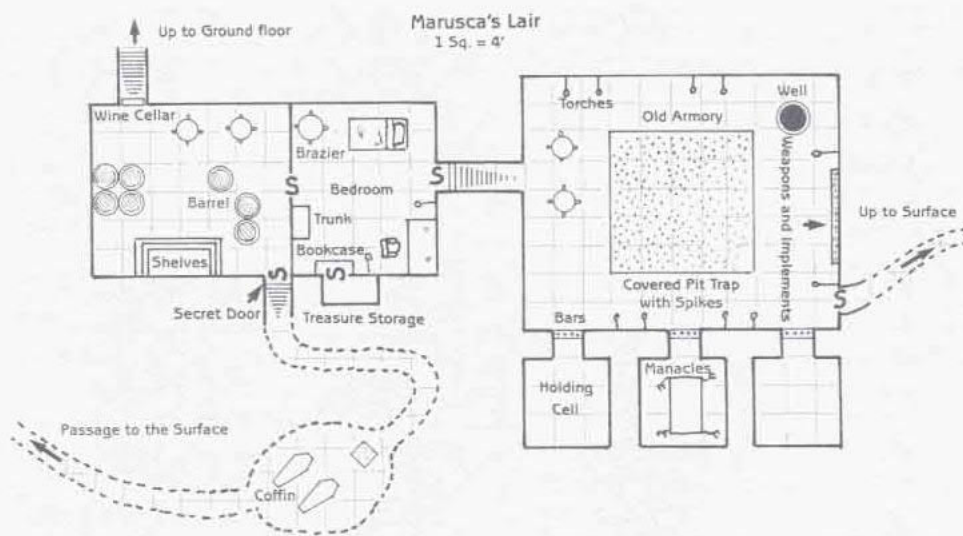 Marusca's Lair
1 Sq. = 4'
Up to Ground floor
Wine Cellar
Torches
Well
Old Armory
Brazier
S
S
Bedroom
Barrel
Trunk
Weapons and Implements
Up to Surface
Bookcase
Shelves
S
S
S
Secret Door
Treasure Storage
Covered Pit Trap
with Spikes
Bars
Manacles
Holding
Cell
Passage to the Surface
Coffin